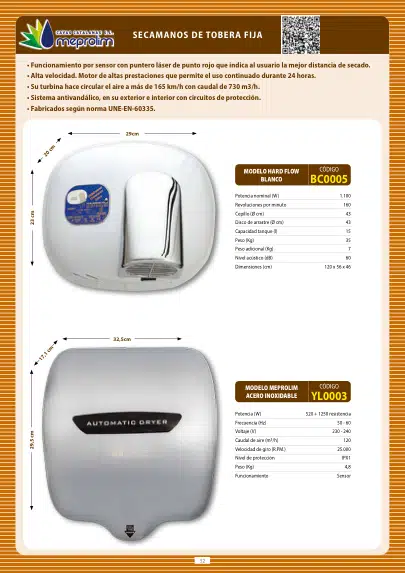 CUPAS CATALANAS S.L.
meprolim
SECAMANOS DE TOBERA FIJA
• Funcionamiento por sensor con puntero láser de punto rojo que indica al usuario la mejor distancia de secado.
• Alta velocidad. Motor de altas prestaciones que permite el uso continuado durante 24 horas.
• Su turbina hace circular el aire a más de 165 km/h con caudal de 730 m3/h.
• Sistema antivandálico, en su exterior e interior con circuitos de protección.
• Fabricados según norma UNE-EN-60335.
29cm
20 cm
23 cm
MODELO HARD FLOW
BLANCO
CÓDIGO
BC0005
Potencia nominal (W) 1.100
Revoluciones por minuto 160
Cepillo (Ø cm) 43
Disco de arrastre (Ø cm) 43
Capacidad tanque (l) 15
Peso (Kg) 35
Peso adicional (Kg) 7
Nivel acústico (dB) 60
Dimensiones (cm) 120 x 56 x 46
32,5cm
17,1 cm
29,5 cm
AUTOMATIC DRYER
MODELO MEPROLIM
ACERO INOXIDABLE
CÓDIGO
YL0003
Potencia (W) 520 + 1250 resistencia
Frecuencia (Hz) 50 - 60
Voltaje (V) 230 - 240
Caudal de aire (m³/h) 120
Velocidad de giro (R.P.M.) 25.000
Nivel de protección IPX1
Peso (Kg) 4,8
Funcionamiento Sensor
52